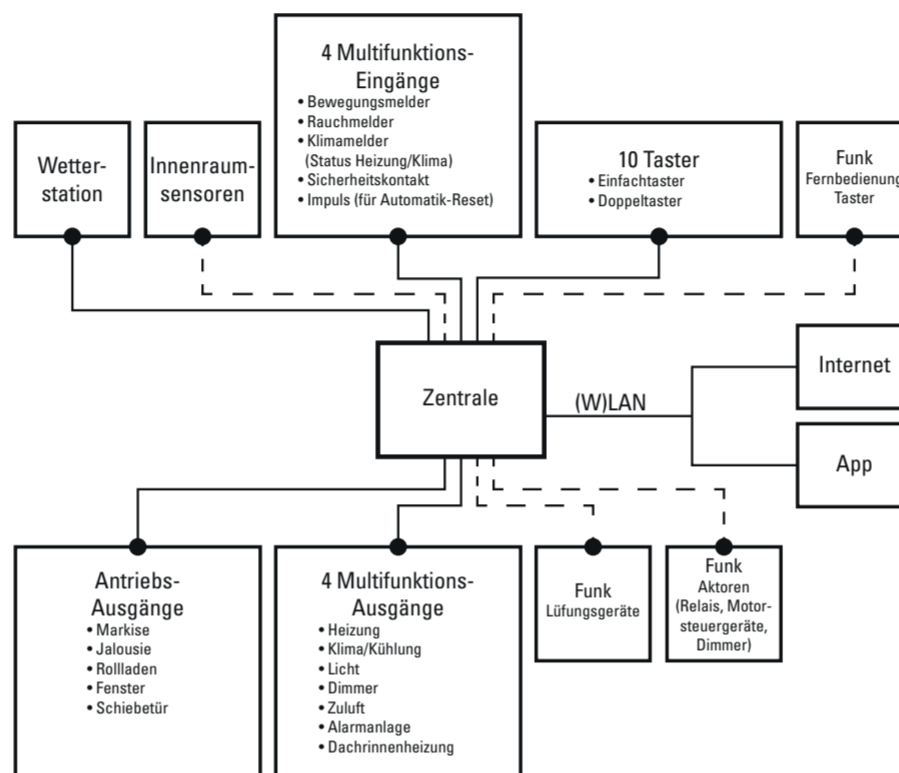 4 Multifunktions-
Eingänge
• Bewegungsmelder
• Rauchmelder
• Klimamelder
(Status Heizung/Klima)
• Sicherheitskontakt
• Impuls (für Automatik-Reset)
Wetter-
station
Innenraum-
sensoren
10 Taster
• Einfachtaster
• Doppeltaster
Funk
Fernbedienung
Taster
Zentrale
(W)LAN
Internet
App
Antriebs-
Ausgänge
• Markise
• Jalousie
• Rollladen
• Fenster
• Schiebetür
4 Multifunktions-
Ausgänge
• Heizung
• Klima/Kühlung
• Licht
• Dimmer
• Zuluft
• Alarmanlage
• Dachrinnenheizung
Funk
Lüfungsgeräte
Funk
Aktoren
(Relais, Motor-
steuergeräte,
Dimmer)